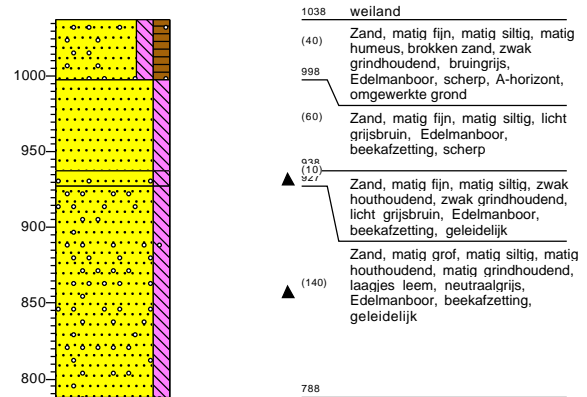 1038 weiland
(40) Zand, matig fijn, matig siltig, matig
humeus, brokken zand, zwak
grindhoudend, bruingrijs,
998 Edelmanboor, scherp, A-horizont,
omgewerkte grond
1000
(60) Zand, matig fijn, matig siltig, licht
grijsbruin, Edelmanboor,
beekafzetting, scherp
950
938
(10)
927
Zand, matig fijn, matig siltig, zwak
houthoudend, zwak grindhoudend,
licht grijsbruin, Edelmanboor,
beekafzetting, geleidelijk
900
Zand, matig grof, matig siltig, matig
houthoudend, matig grindhoudend,
(140) laagjes leem, neutraalgrijs,
Edelmanboor, beekafzetting,
geleidelijk
850
800
788